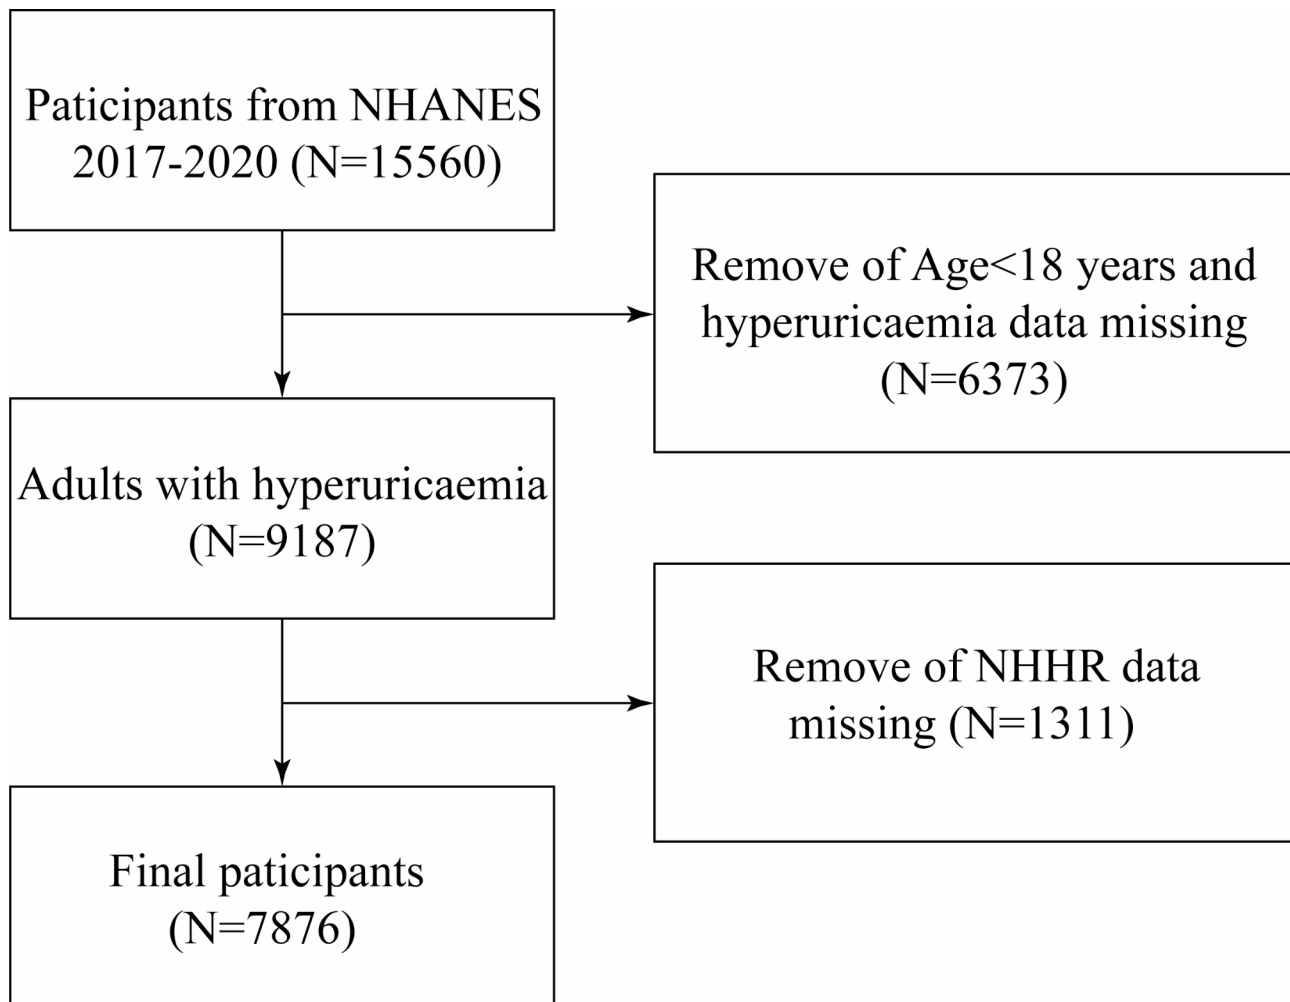 Paticipants from NHANES
2017-2020 (N=15560)
Remove of Age<18 years and
hyperuricaemia data missing
(N=6373)
Adults with hyperuricaemia
(N=9187)
Remove of NHHR data
missing (N=1311)
Final paticipants
(N=7876)